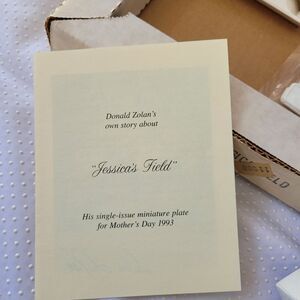 Donald Zolan's
own story about
"Jessica's Field"
His single-issue miniature plate
for Mother's Day 1993